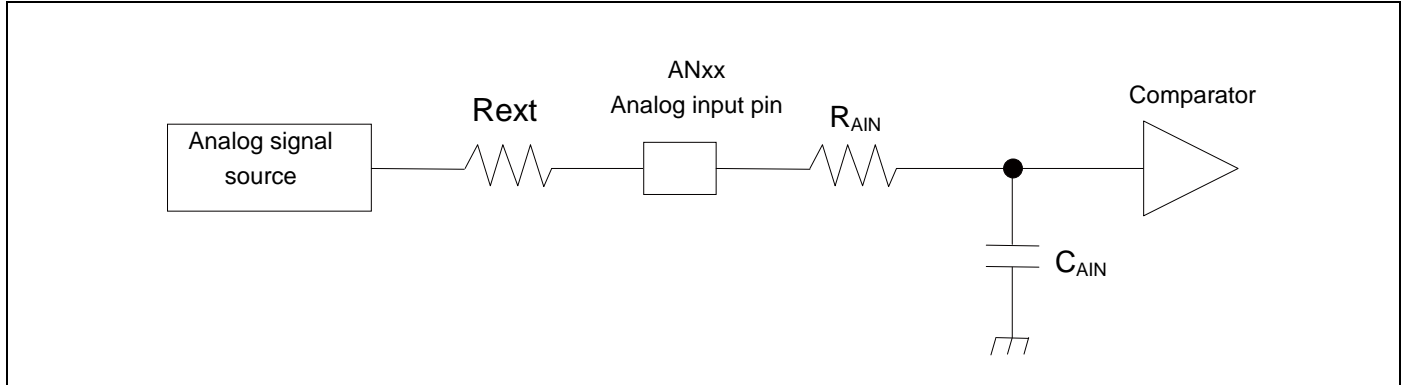 ANxx
Analog input pin
Comparator
Rext
RAIN
Analog signal
source
CAIN